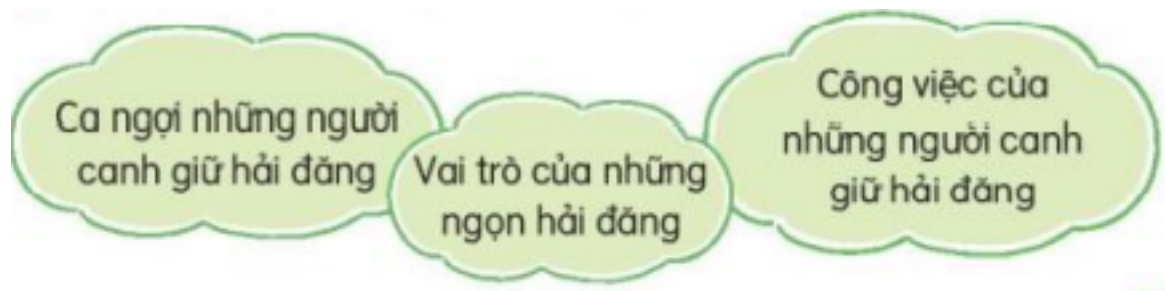 Ca ngợi những người
canh giữ hải đăng
Vai trò của những
ngọn hải đăng
Công việc của
những người canh
giữ hải đăng